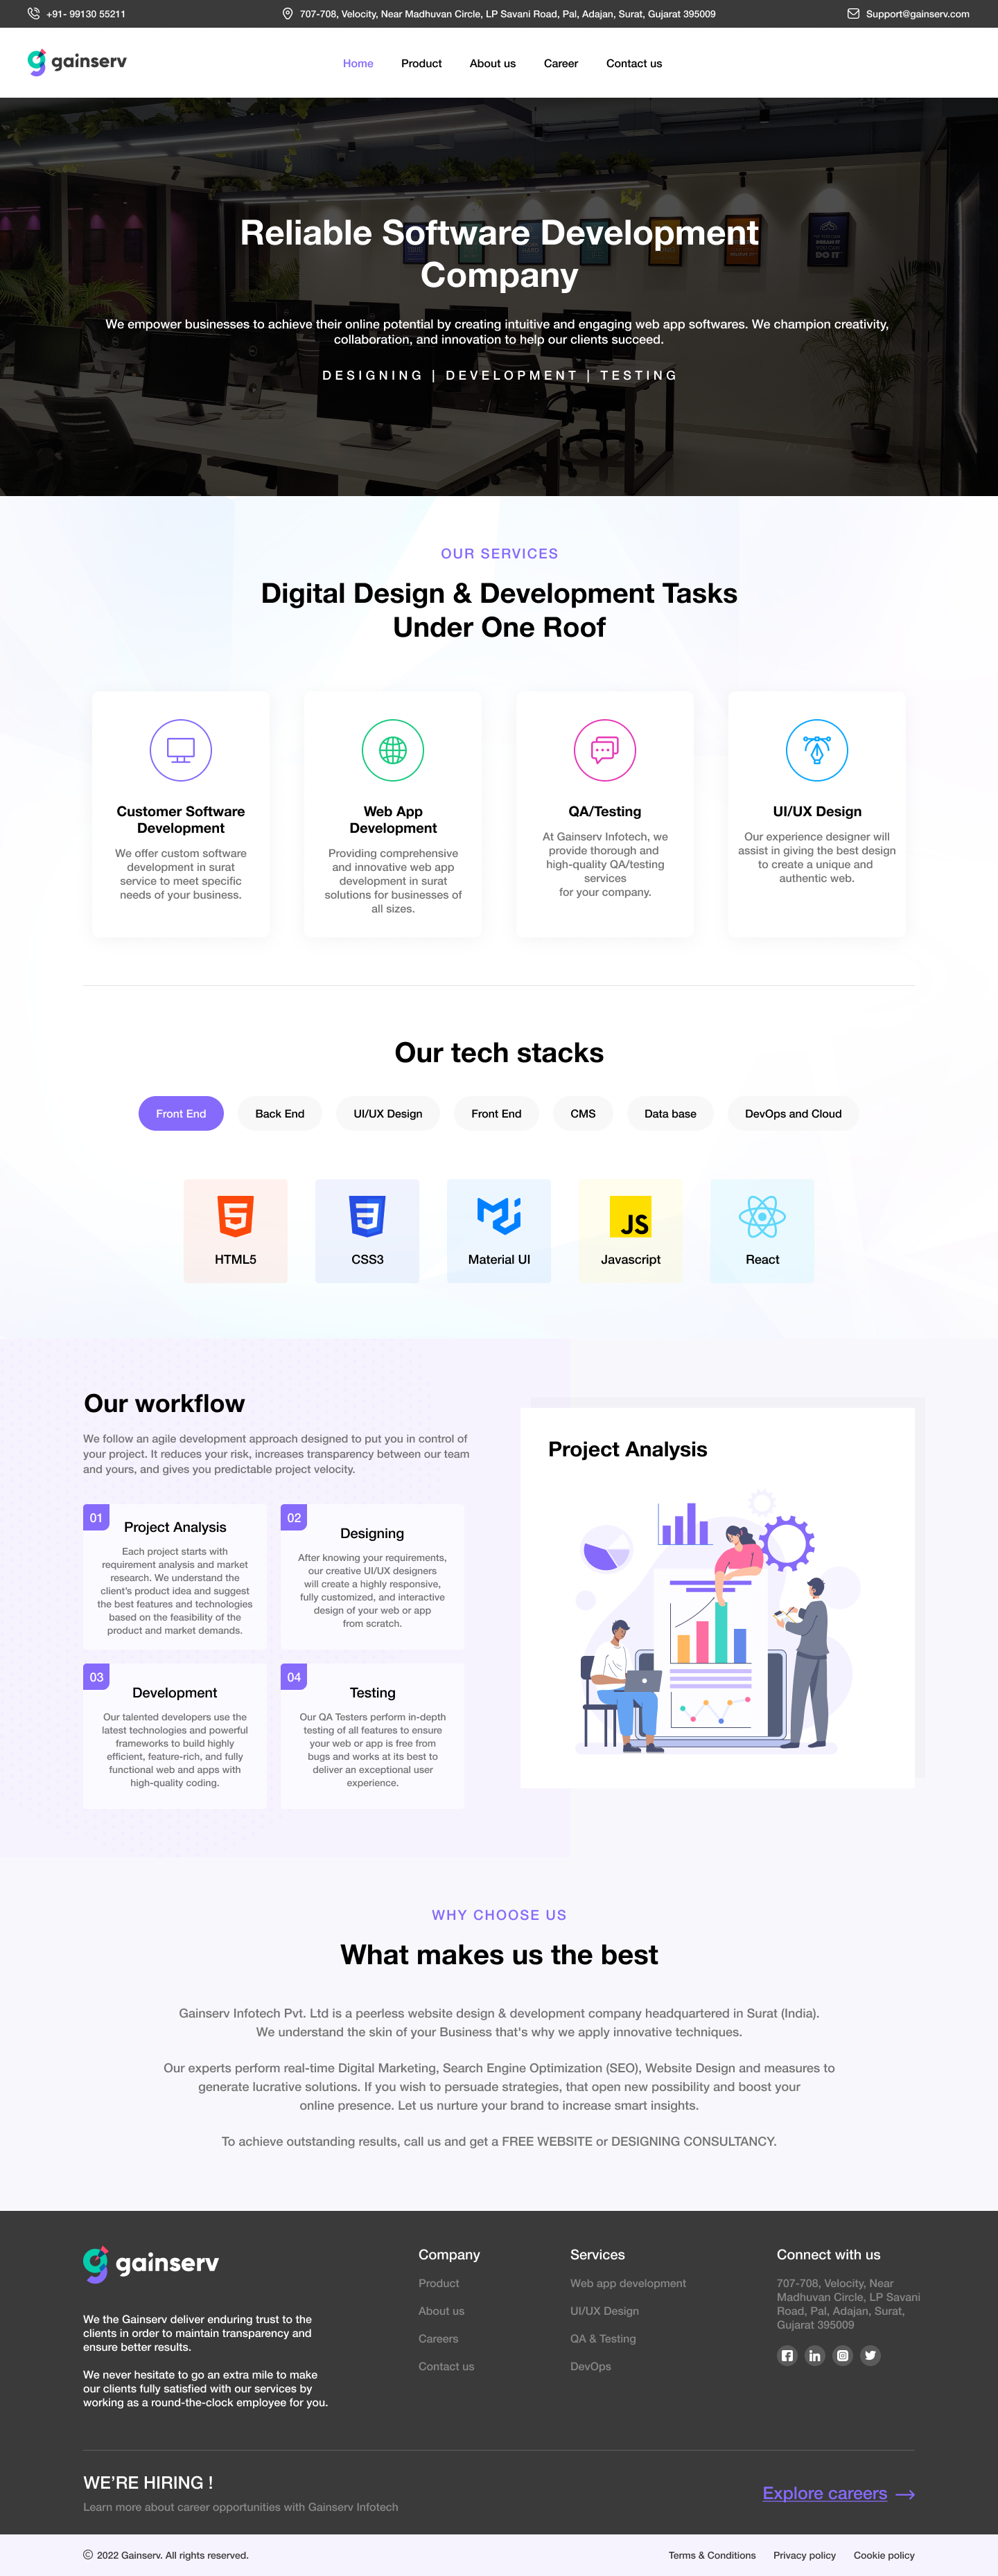 +91- 99130 55211
707-708, Velocity, Near Madhuvan Circle, LP Savani Road, Pal, Adajan, Surat, Gujarat 395009
Support@gainserv.com
gainserv
Home
Product
About us
Career
Contact us
Reliable Software Development
Company
We empower businesses to achieve their online potential by creating intuitive and engaging web app softwares. We champion creativity,
collaboration, and innovation to help our clients succeed.
DESIGNING | DEVELOPMENT | TESTING
OUR SERVICES
Digital Design & Development Tasks
Under One Roof
Customer Software
Development
We offer custom software
development in surat
service to meet specific
needs of your business.
Web App
Development
Providing comprehensive
and innovative web app
development in surat
solutions for businesses of
all sizes.
QA/Testing
At Gainserv Infotech, we
provide thorough and
high-quality QA/testing
services
for your company.
UI/UX Design
Our experience designer will
assist in giving the best design
to create a unique and
authentic web.
Our tech stacks
Front End
Back End
UI/UX Design
Front End
CMS
Data base
DevOps and Cloud
HTML5
CSS3
Material UI
JS
Javascript
React
Our workflow
We follow an agile development approach designed to put you in control of
your project. It reduces your risk, increases transparency between our team
and yours, and gives you predictable project velocity.
01
Project Analysis
Each project starts with
requirement analysis and market
research. We understand the
client's product idea and suggest
the best features and technologies
based on the feasibility of the
product and market demands.
02
Designing
After knowing your requirements,
our creative UI/UX designers
will create a highly responsive,
fully customized, and interactive
design of your web or app
from scratch.
03
Development
Our talented developers use the
latest technologies and powerful
frameworks to build highly
efficient, feature-rich, and fully
functional web and apps with
high-quality coding.
04
Testing
Our QA Testers perform in-depth
testing of all features to ensure
your web or app is free from
bugs and works at its best to
deliver an exceptional user
experience.
Project Analysis
WHY CHOOSE US
What makes us the best
Gainserv Infotech Pvt. Ltd is a peerless website design & development company headquartered in Surat (India).
We understand the skin of your Business that's why we apply innovative techniques.
Our experts perform real-time Digital Marketing, Search Engine Optimization (SEO), Website Design and measures to
generate lucrative solutions. If you wish to persuade strategies, that open new possibility and boost your
online presence. Let us nurture your brand to increase smart insights.
To achieve outstanding results, call us and get a FREE WEBSITE or DESIGNING CONSULTANCY.
gainserv
We the Gainserv deliver enduring trust to the
clients in order to maintain transparency and
ensure better results.
We never hesitate to go an extra mile to make
our clients fully satisfied with our services by
working as a round-the-clock employee for you.
Company
Product
About us
Careers
Contact us
Services
Web app development
UI/UX Design
QA & Testing
DevOps
Connect with us
707-708, Velocity, Near
Madhuvan Circle, LP Savani
Road, Pal, Adajan, Surat,
Gujarat 395009
WE'RE HIRING !
Learn more about career opportunities with Gainserv Infotech
Explore careers
© 2022 Gainserv. All rights reserved.
Terms & Conditions
Privacy policy
Cookie policy